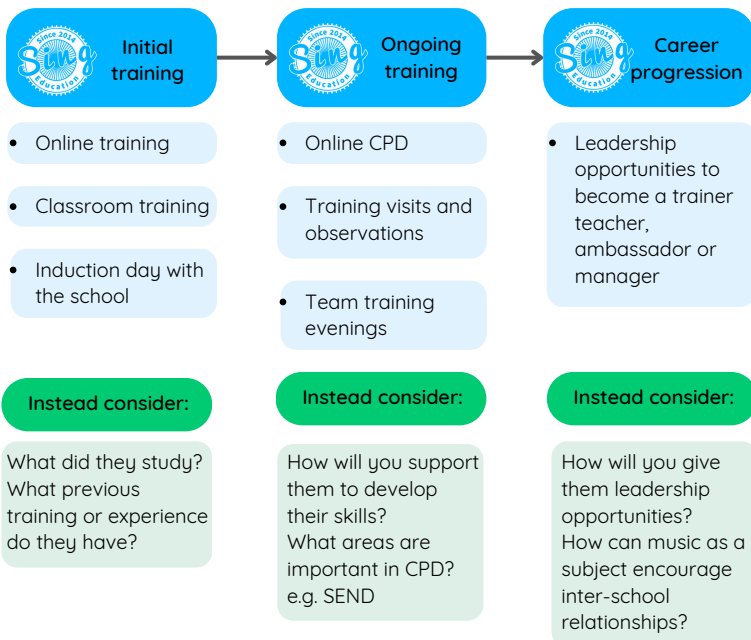 Since 2014
Sing
Education
Initial
training
Since 2014
Sing
Education
Ongoing
training
Since 2014
Sing
Education
Career
progression
• Online training
• Classroom training
• Induction day with
the school
• Online CPD
• Training visits and
observations
• Team training
evenings
• Leadership
opportunities to
become a trainer
teacher,
ambassador or
manager
Instead consider:
What did they study?
What previous
training or experience
do they have?
Instead consider:
How will you support
them to develop
their skills?
What areas are
important in CPD?
e.g. SEND
Instead consider:
How will you give
them leadership
opportunities?
How can music as a
subject encourage
inter-school
relationships?